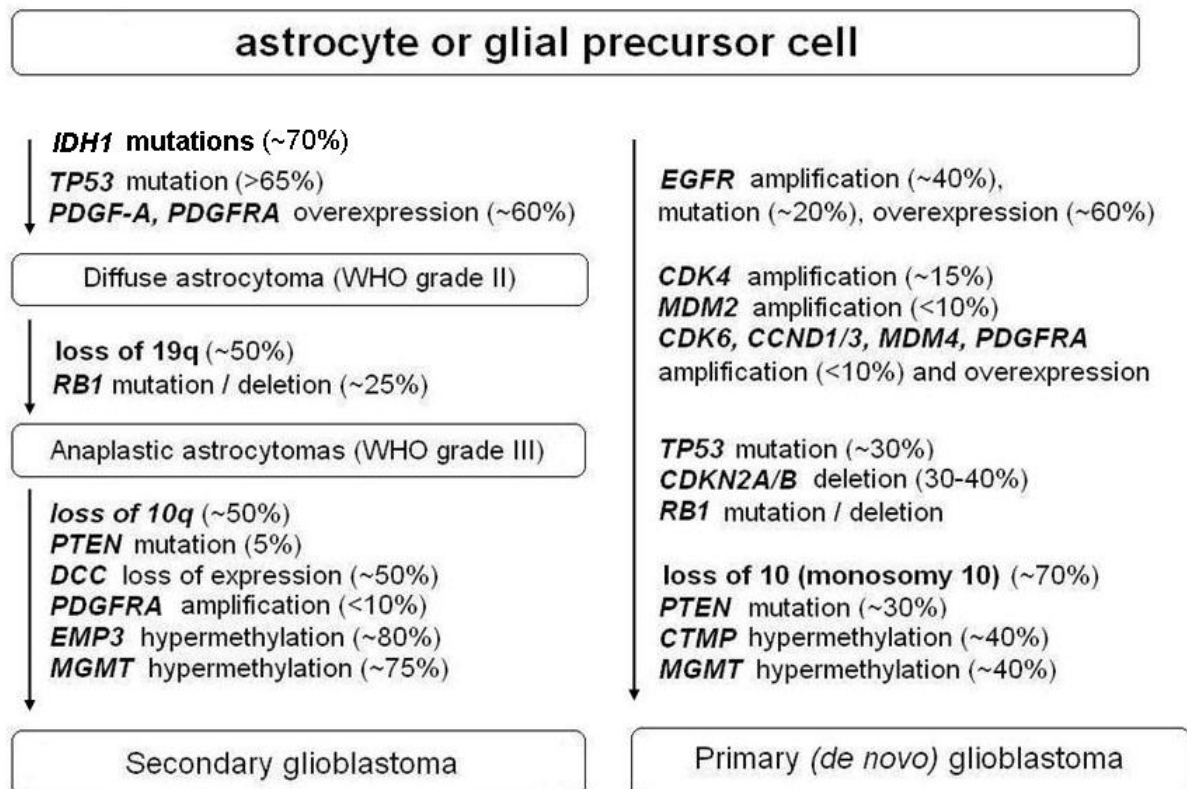 astrocyte or glial precursor cell
IDH1 mutations (~70%)
TP53 mutation (>65%)
PDGF-A, PDGFRA overexpression (~60%)
Diffuse astrocytoma (WHO grade II)
loss of 19q (~50%)
RB1 mutation / deletion (~25%)
Anaplastic astrocytomas (WHO grade III)
loss of 10q (~50%)
PTEN mutation (5%)
DCC loss of expression (~50%)
PDGFRA amplification (<10%)
EMP3 hypermethylation (~80%)
MGMT hypermethylation (~75%)
Secondary glioblastoma
EGFR amplification (~40%),
mutation (~20%), overexpression (~60%)
CDK4 amplification (~15%)
MDM2 amplification (<10%)
CDK6, CCND1/3, MDM4, PDGFRA
amplification (<10%) and overexpression
TP53 mutation (~30%)
CDKN2A/B deletion (30-40%)
RB1 mutation / deletion
loss of 10 (monosomy 10) (~70%)
PTEN mutation (~30%)
CTMP hypermethylation (~40%)
MGMT hypermethylation (~40%)
Primary (de novo) glioblastoma